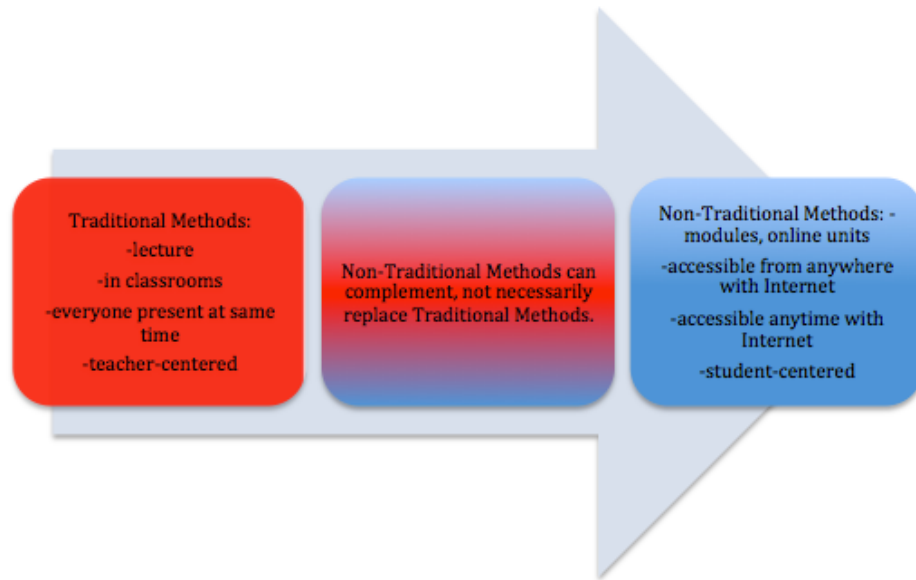 Traditional Methods:
-lecture
-in classrooms
-everyone present at same
time
-teacher-centered
Non-Traditional Methods can
complement, not necessarily
replace Traditional Methods.
Non-Traditional Methods: -
modules, online units
-accessible from anywhere
with Internet
-accessible anytime with
Internet
-student-centered